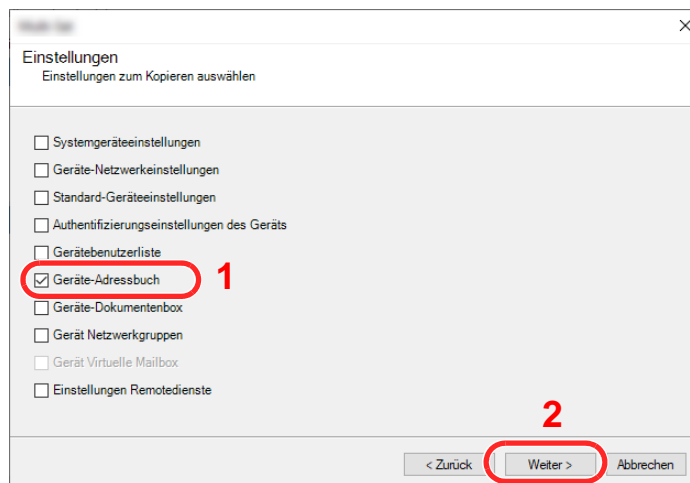 Einstellungen
Einstellungen zum Kopieren auswählen
Systemgeräteeinstellungen
Geräte-Netzwerkeinstellungen
Standard-Geräteeinstellungen
Authentifizierungseinstellungen des Geräts
Gerätebenutzerliste
Geräte-Adressbuch 1
Geräte-Dokumentenbox
Gerät Netzwerkgruppen
Gerät Virtuelle Mailbox
Einstellungen Remotedienste
2
< Zurück Weiter > Abbrechen